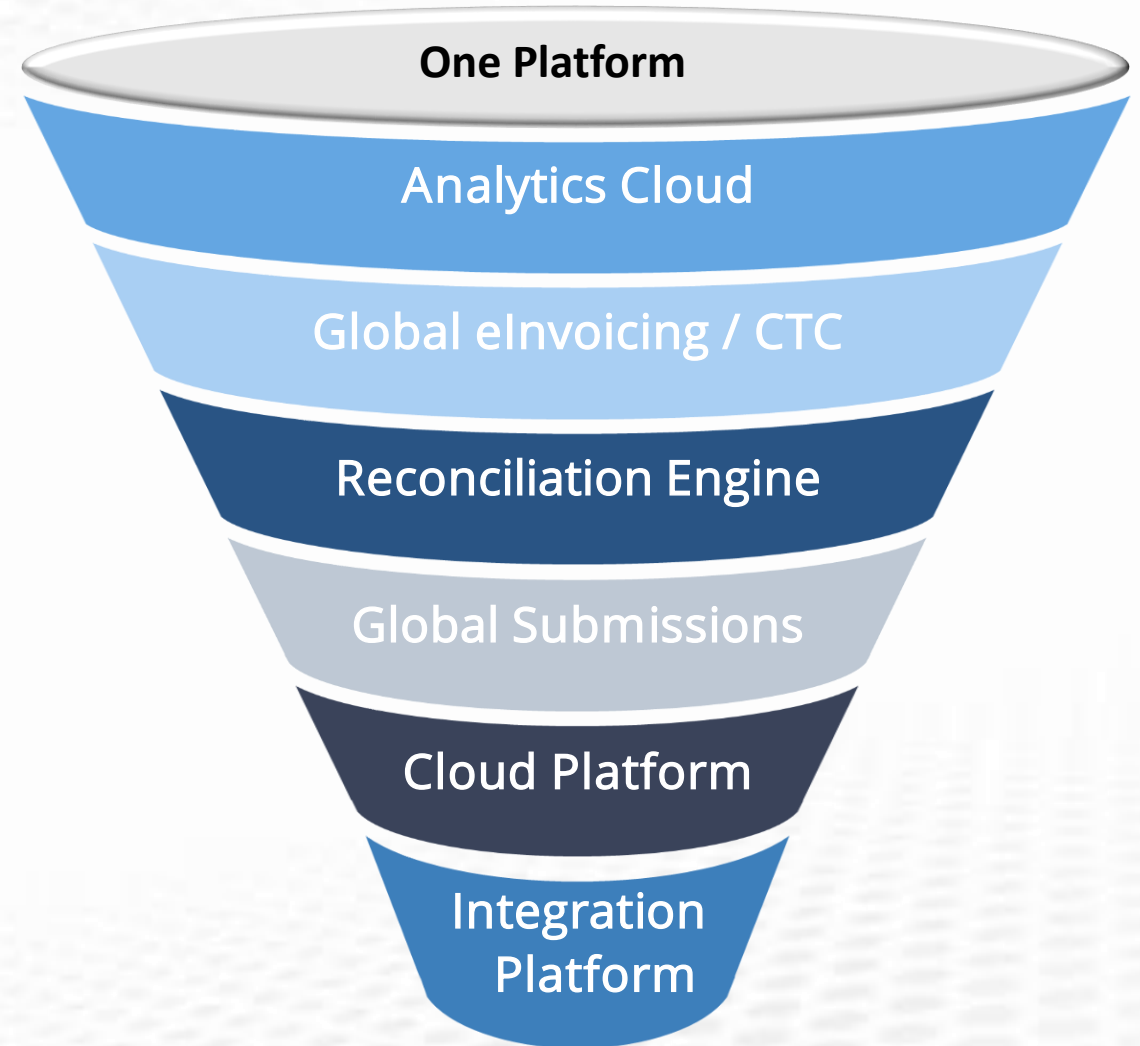 One Platform
Analytics Cloud
Global eInvoicing / CTC
Reconciliation Engine
Global Submissions
Cloud Platform
Integration
Platform